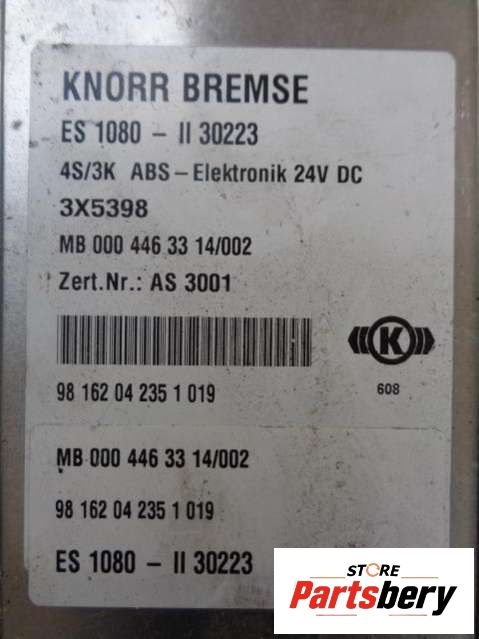 KNORR BREMSE
ES 1080 - II 30223
4S/3K ABS - Elektronik 24V DC
3X5398
MB 000 446 33 14/002
Zert.Nr.: AS 3001
K
98 162 04 235 1 019
608
MB 000 446 33 14/002
98 162 04 235 1 019
ES 1080 - II 30223
STORE
Partsbery